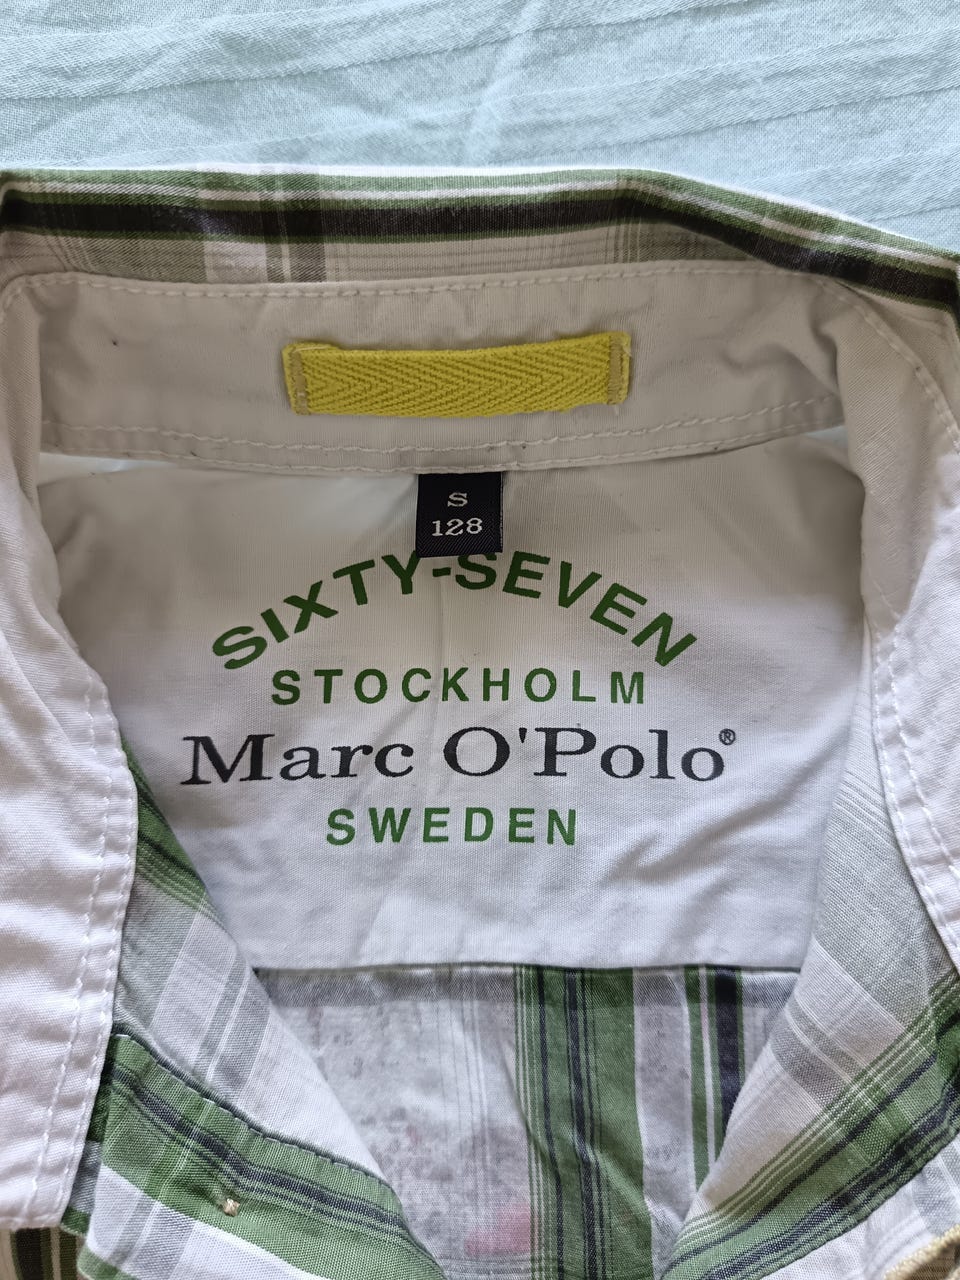 S
128
SIXTY-SEVEN
STOCKHOLM
Marc O'Polo®
SWEDEN